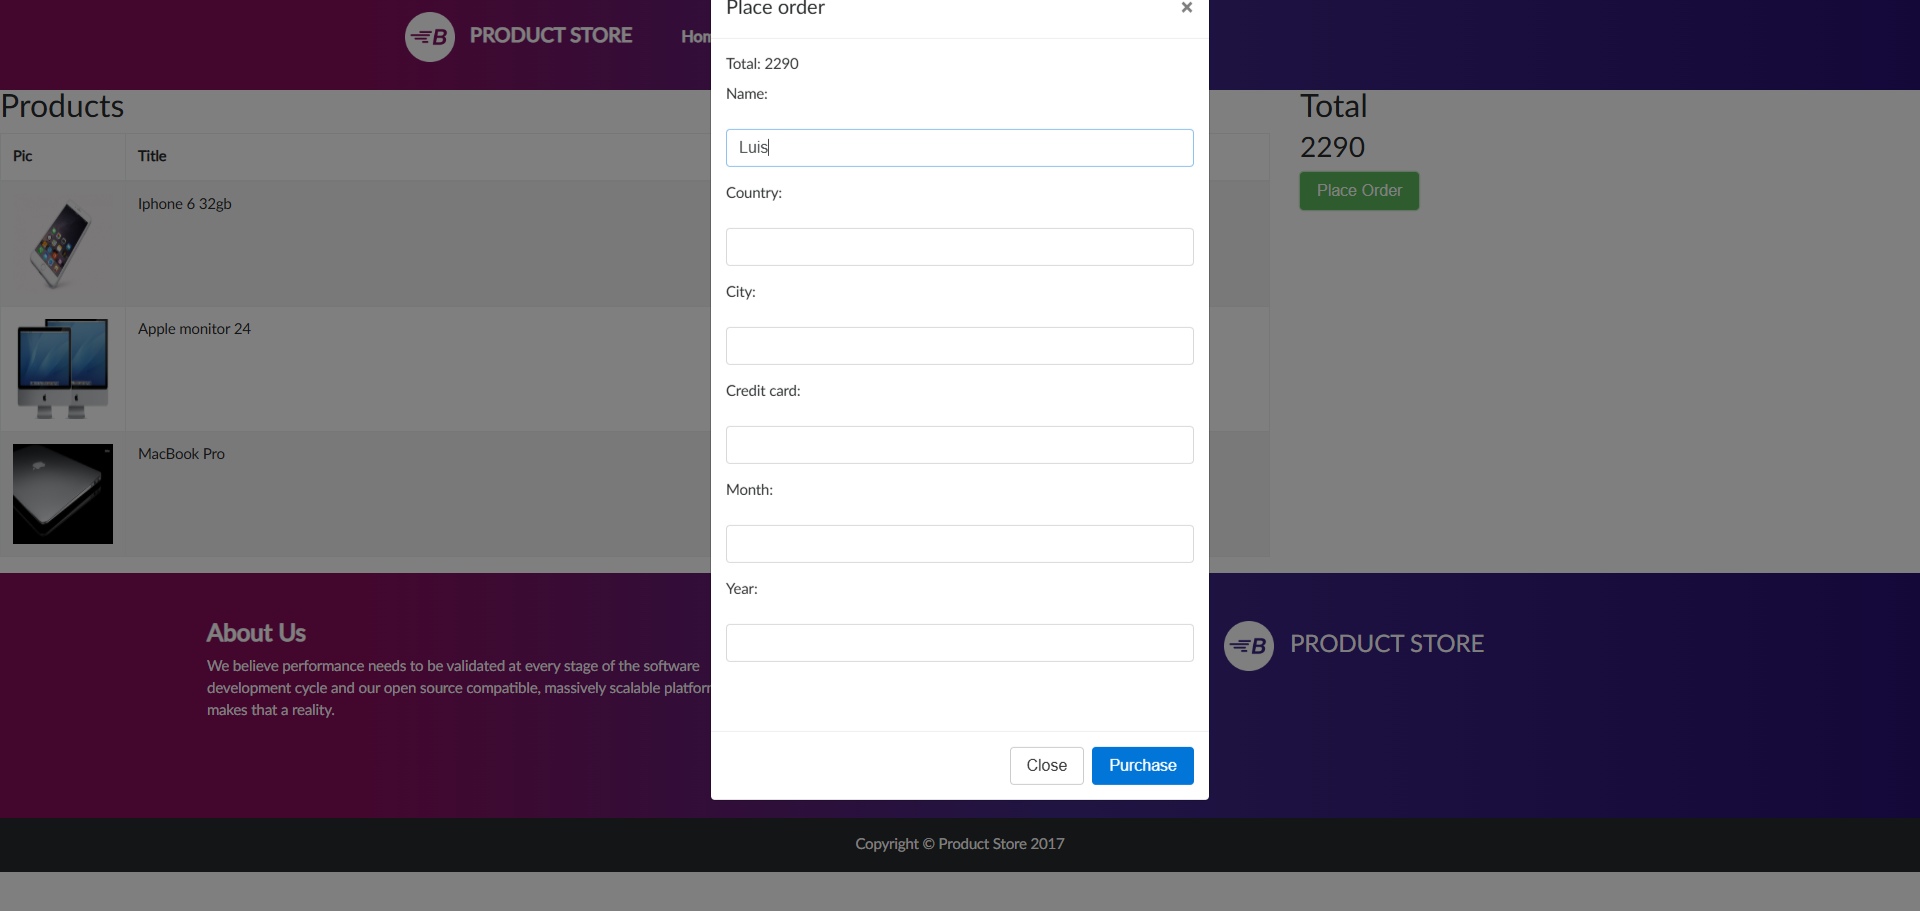 PRODUCT STORE
Hom
Place order
×
Total: 2290
Name:
Luis
Country:
City:
Credit card:
Month:
Year:
Close
Purchase
Products
Pic
Title
Iphone 6 32gb
Apple monitor 24
MacBook Pro
Total
2290
Place Order
About Us
We believe performance needs to be validated at every stage of the software
development cycle and our open source compatible, massively scalable platfor
makes that a reality.
B
PRODUCT STORE
Copyright © Product Store 2017